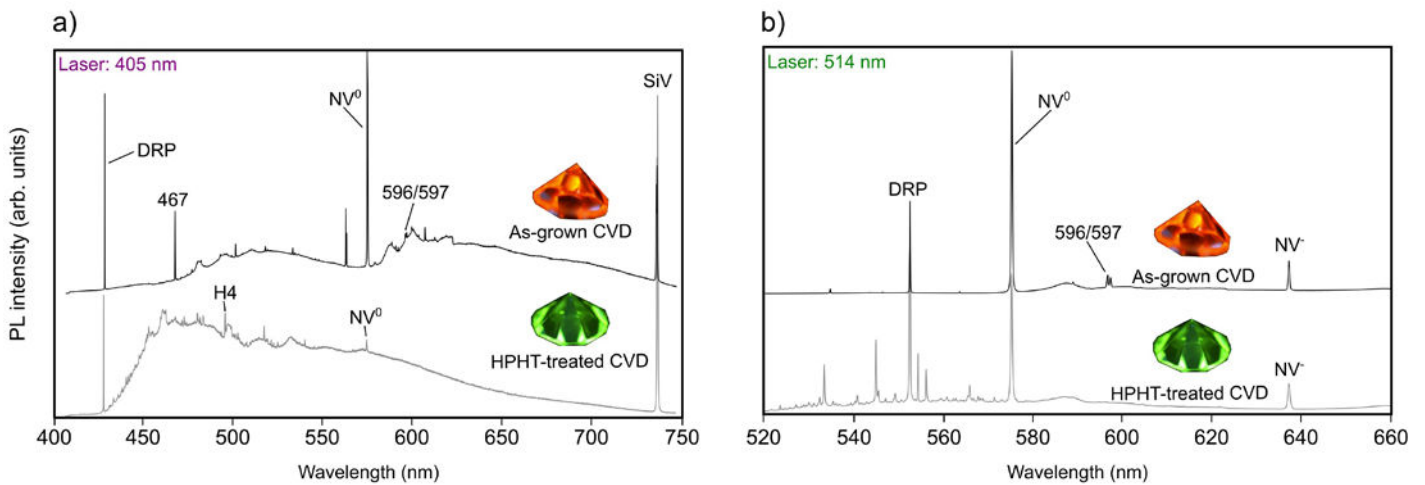 a)
Laser: 405 nm
SiV
NV⁰
DRP
467
596/597
As-grown CVD
H4
NV⁰
HPHT-treated CVD
400 450 500 550 600 650 700 750
Wavelength (nm)
PL intensity (arb. units)
b)
Laser: 514 nm
NV⁰
DRP
596/597
As-grown CVD
NV⁻
HPHT-treated CVD
NV⁻
520 540 560 580 600 620 640 660
Wavelength (nm)